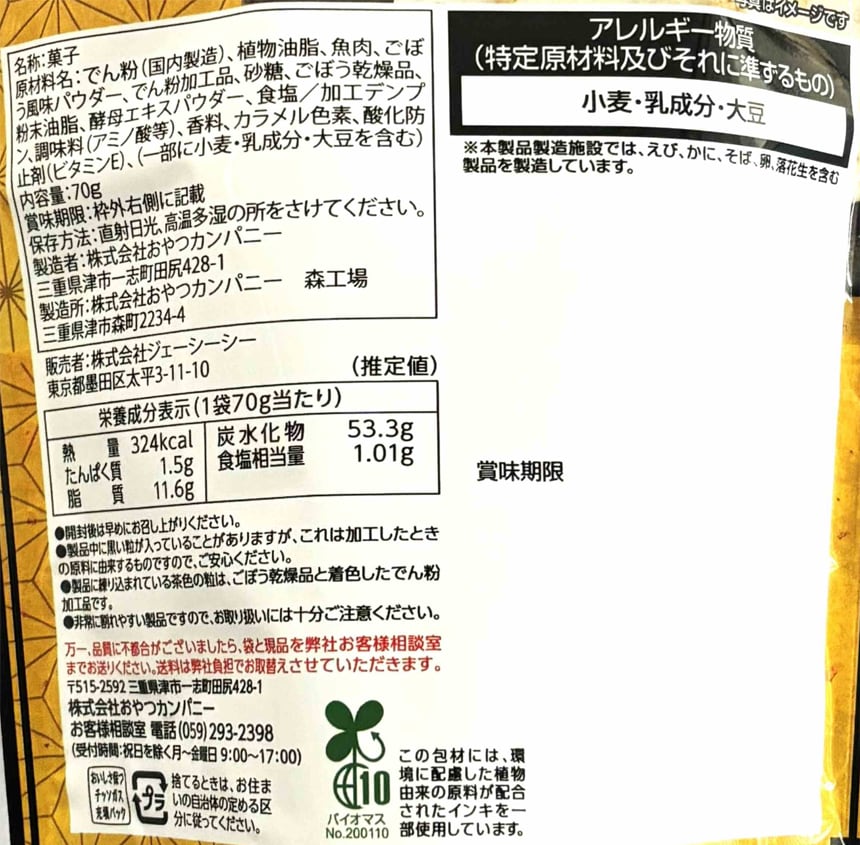 写真はイメージです
名称:菓子
原材料名:でん粉(国内製造)、植物油脂、魚肉、ごぼ
う風味パウダー、でん粉加工品、砂糖、ごぼう乾燥品、
粉末油脂、酵母エキスパウダー、食塩/加工デンプ
ン、調味料(アミノ酸等)、香料、カラメル色素、酸化防
止剤(ビタミンE)、(一部に小麦・乳成分・大豆を含む)
内容量:70g
賞味期限:枠外右側に記載
保存方法:直射日光、高温多湿の所をさけてください。
製造者:株式会社おやつカンパニー
三重県津市一志町田尻428-1
製造所:株式会社おやつカンパニー 森工場
三重県津市森町2234-4
販売者:株式会社ジェーシーシー
東京都墨田区太平3-11-10
(推定値)
栄養成分表示(1袋70g当たり)
熱量 324kcal
たんぱく質 1.5g
脂質 11.6g
炭水化物 53.3g
食塩相当量 1.01g
●開封後は早めにお召し上がりください。
●製品中に黒い粒が入っていることがありますが、これは加工したとき
の原料に由来するものですので、ご安心ください。
●製品に練り込まれている茶色の粒は、ごぼう乾燥品と着色したでん粉
加工品です。
●非常に割れやすい製品ですので、お取り扱いには十分ご注意ください。
万一、品質に不都合がございましたら、袋と現品を弊社お客様相談室
までお送りください。送料は弊社負担でお取替えさせていただきます。
〒515-2592 三重県津市一志町田尻428-1
株式会社おやつカンパニー
お客様相談室 電話(059)293-2398
(受付時間:祝日を除く月~金曜日 9:00~17:00)
おいしさ保つ
チッソガス
充填パック
プラ
捨てるときは、お住ま
いの自治体の定める区
分に従ってください。
10
バイオマス
No.200110
この包材には、環
境に配慮した植物
由来の原料が配合
されたインキを一
部使用しています。
アレルギー物質
(特定原材料及びそれに準ずるもの)
小麦・乳成分・大豆
※本製品製造施設では、えび、かに、そば、卵、落花生を含む
製品を製造しています。
賞味期限